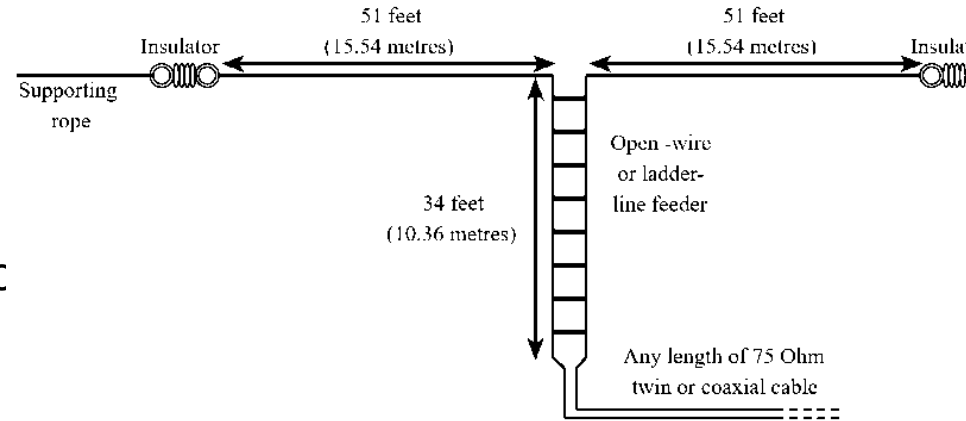 51 feet
(15.54 metres)
51 feet
(15.54 metres)
Insulator
Insula
Supporting
rope
Open -wire
or ladder-
line feeder
34 feet
(10.36 metres)
Any length of 75 Ohm
twin or coaxial cable